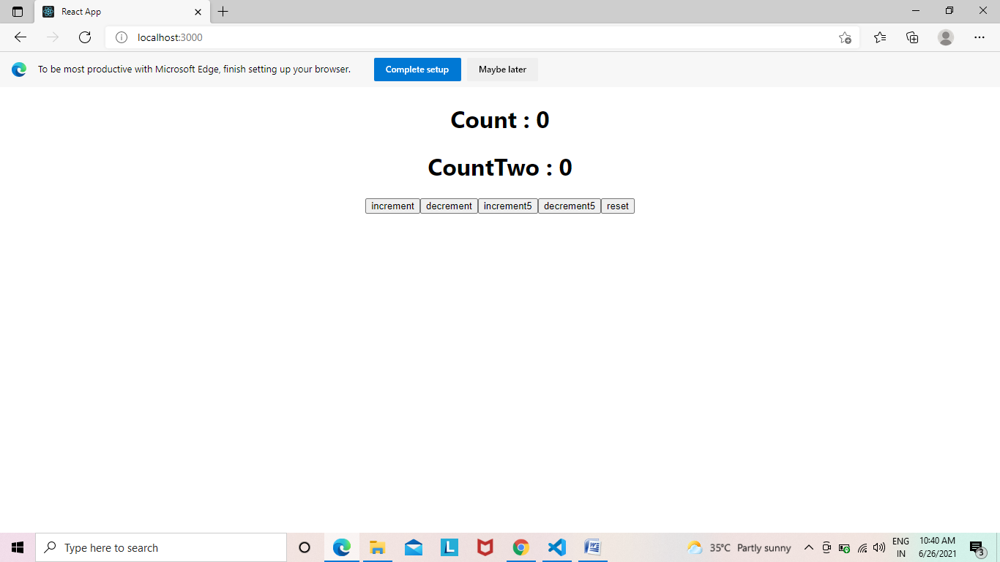 React App
localhost:3000
To be most productive with Microsoft Edge, finish setting up your browser. Complete setup Maybe later
Count : 0
CountTwo : 0
increment decrement increment5 decrement5 reset
Type here to search L W 35°C Partly sunny ENG IN 10:40 AM 6/26/2021 3